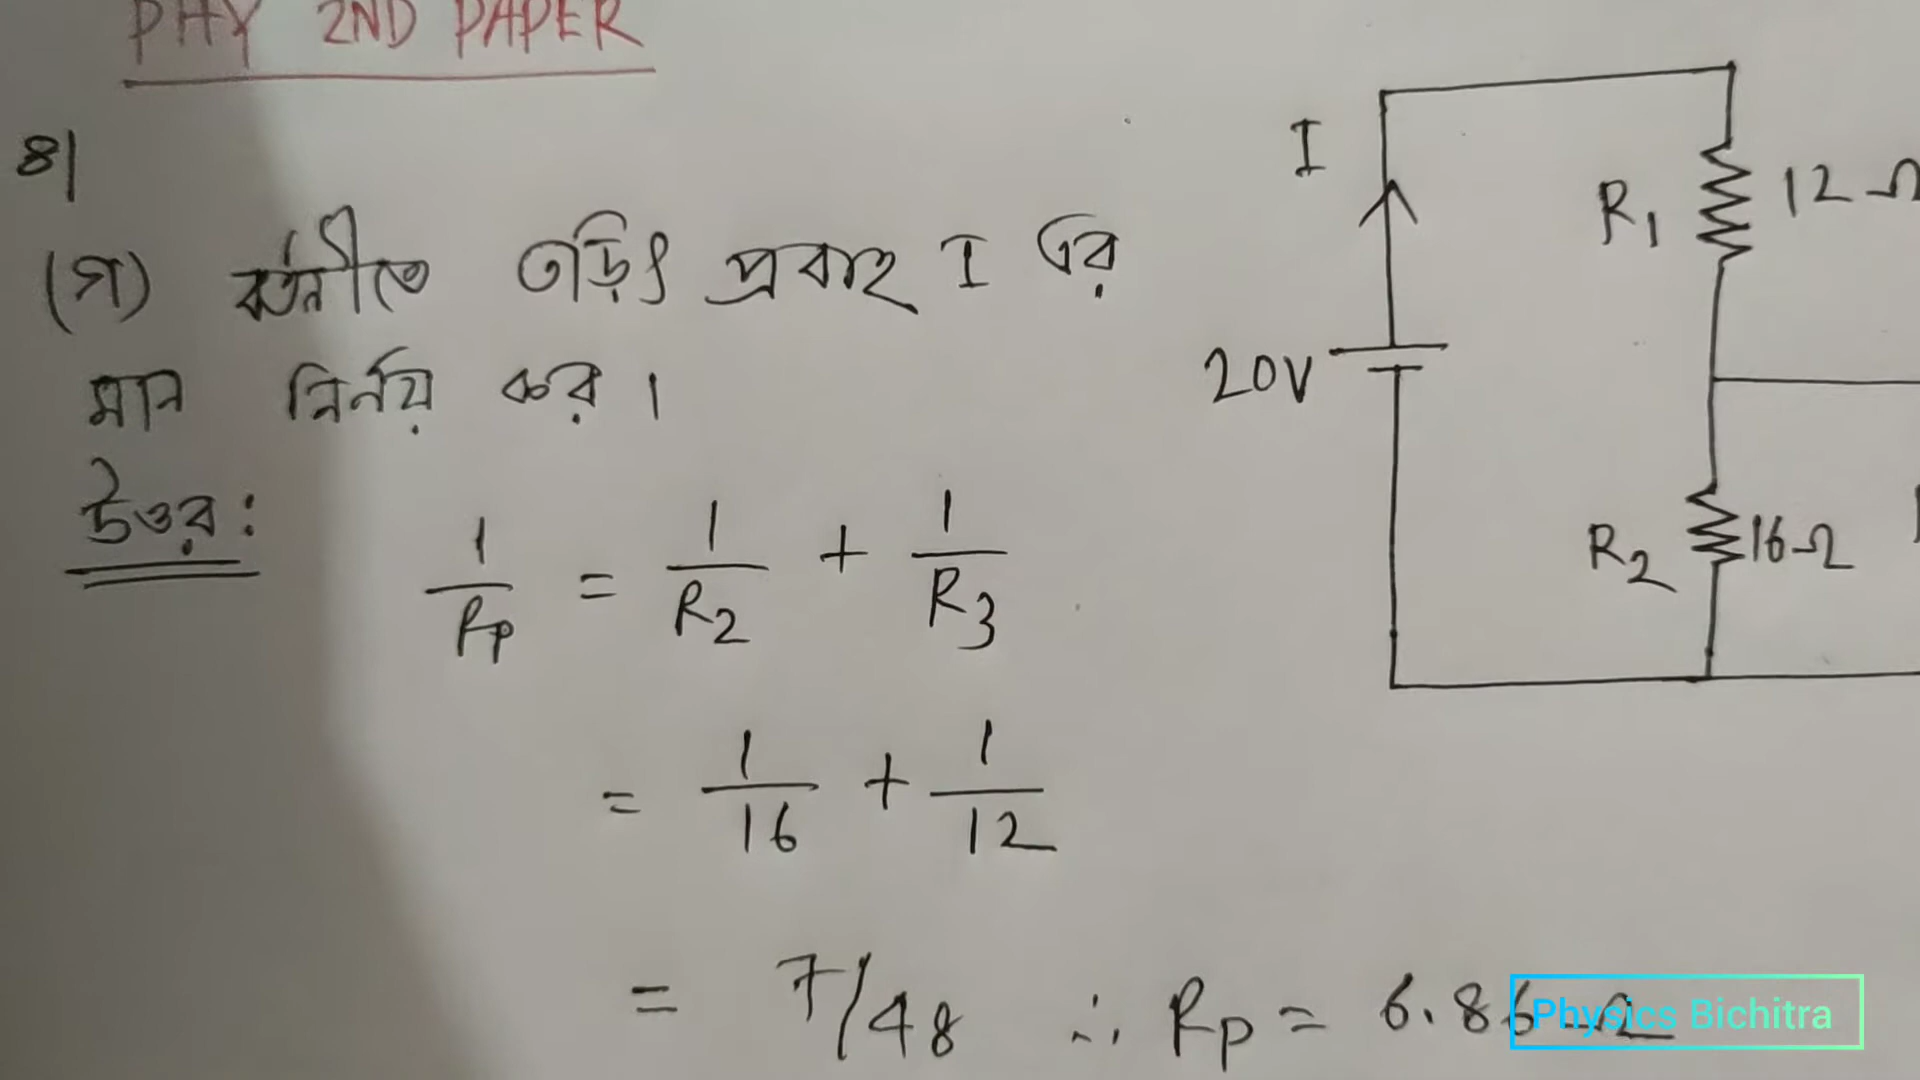 PHY 2ND PAPER
৪।
(গ) বর্তনীতে তড়িৎ প্রবাহ I এর
মান নির্ণয় কর।
উত্তর:
1/Rp = 1/R2 + 1/R3
= 1/16 + 1/12
= 7/48 ∴ Rp = 6.86 Ω
I
R1 12Ω
20V
R2 16Ω
Physics Bichitra